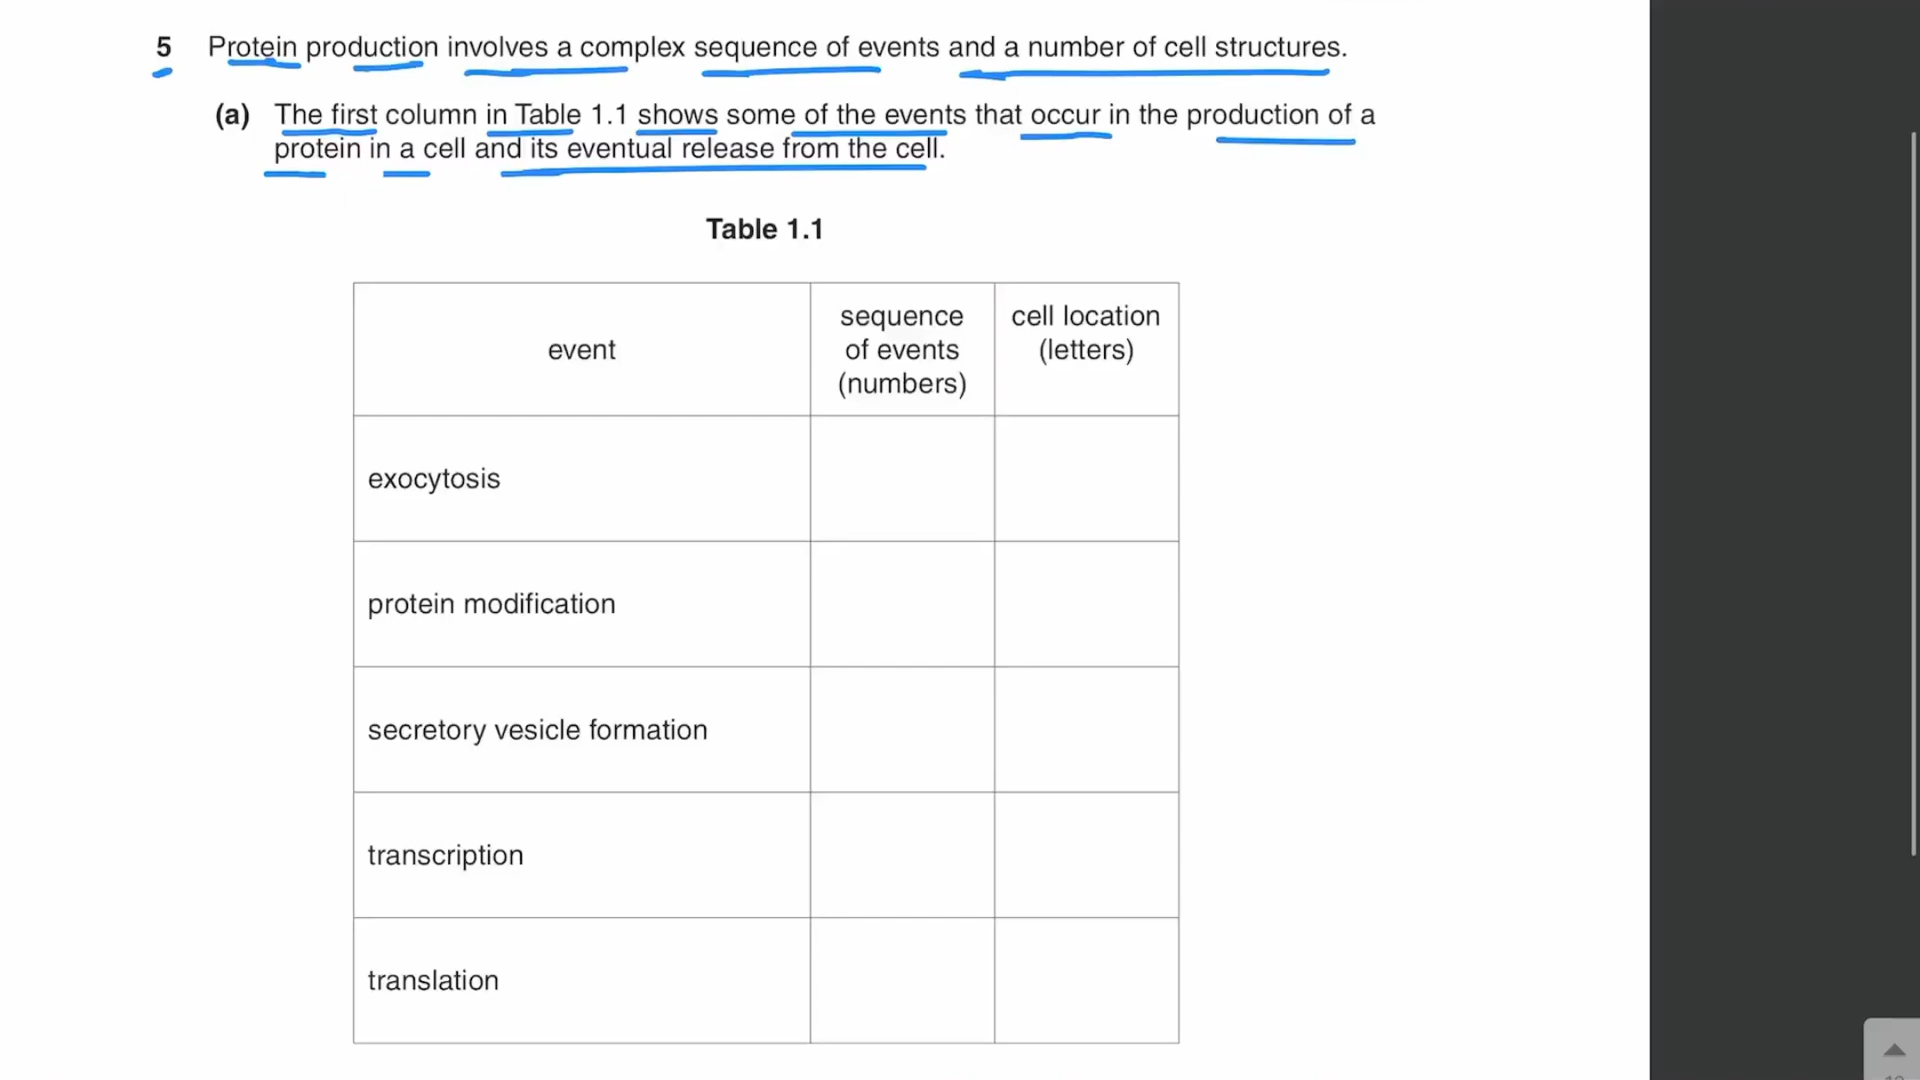 5 Protein production involves a complex sequence of events and a number of cell structures.
(a) The first column in Table 1.1 shows some of the events that occur in the production of a
protein in a cell and its eventual release from the cell.
Table 1.1
event
sequence
of events
(numbers)
cell location
(letters)
exocytosis
protein modification
secretory vesicle formation
transcription
translation